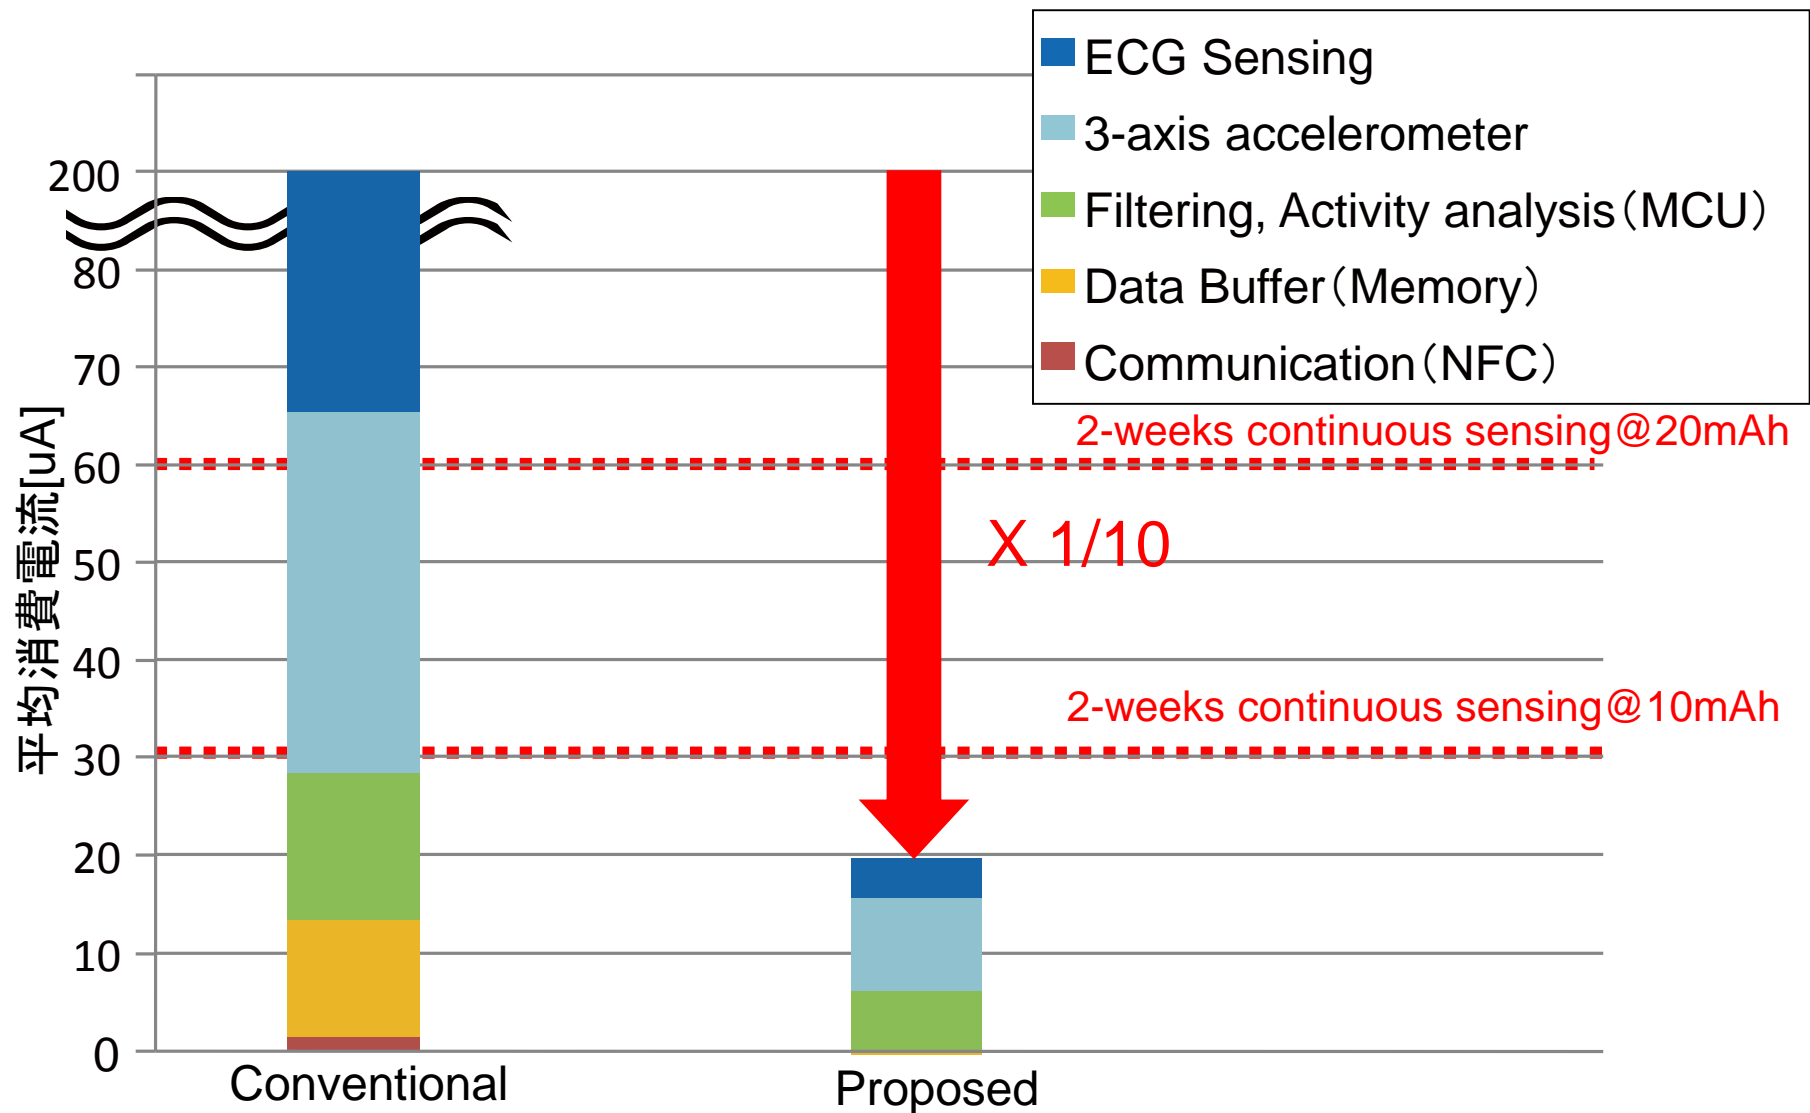 ECG Sensing
3-axis accelerometer
Filtering, Activity analysis（MCU）
Data Buffer（Memory）
Communication（NFC）
平均消費電流[uA]
200
80
70
60
50
40
30
20
10
0
2-weeks continuous sensing@20mAh
X 1/10
2-weeks continuous sensing@10mAh
Conventional
Proposed